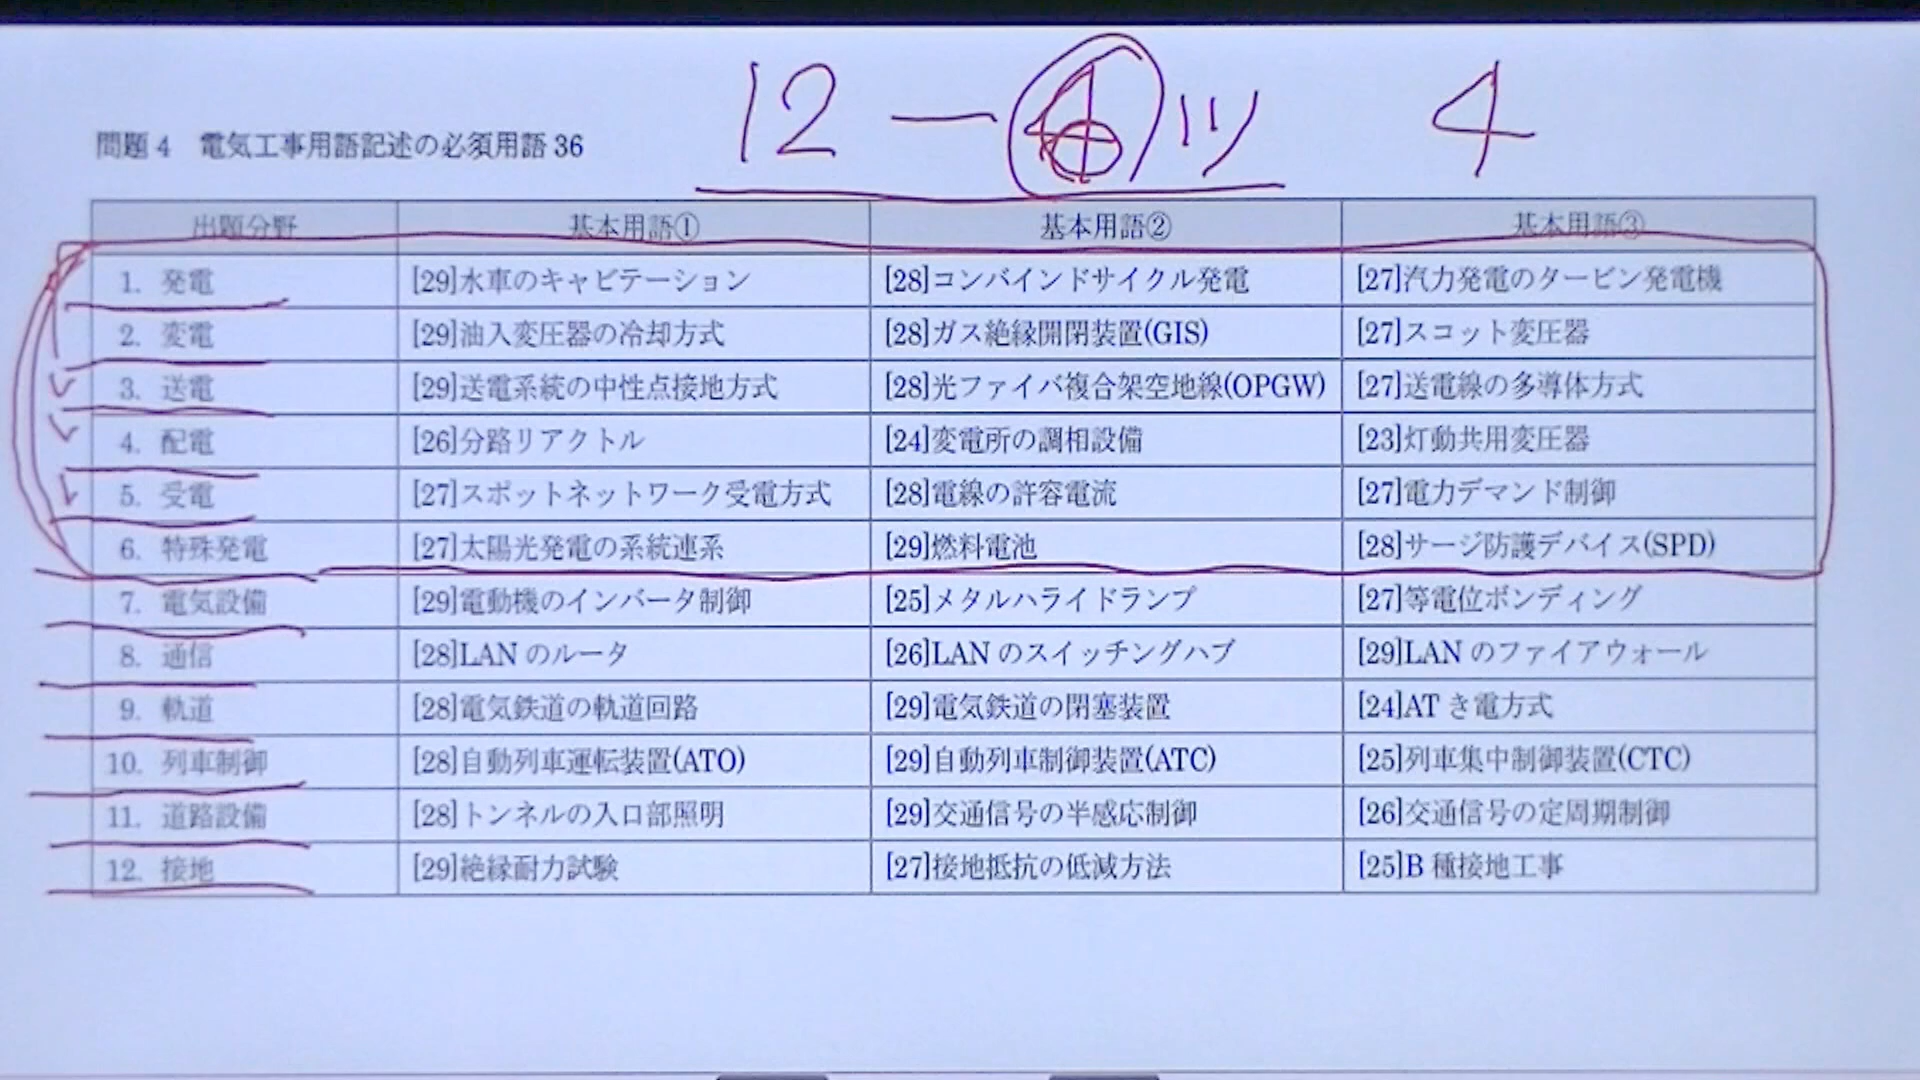 12 — 4
問題4 電気工事用語記述の必須用語36
出題分野 基本用語① 基本用語② 基本用語③
1. 発電 [29]水車のキャビテーション [28]コンバインドサイクル発電 [27]汽力発電のタービン発電機
2. 変電 [29]油入変圧器の冷却方式 [28]ガス絶縁開閉装置(GIS) [27]スコット変圧器
3. 送電 [29]送電系統の中性点接地方式 [28]光ファイバ複合架空地線(OPGW) [27]送電線の多導体方式
4. 配電 [26]分路リアクトル [24]変電所の調相設備 [23]灯動共用変圧器
5. 受電 [27]スポットネットワーク受電方式 [28]電線の許容電流 [27]電力デマンド制御
6. 特殊発電 [27]太陽光発電の系統連系 [29]燃料電池 [28]サージ防護デバイス(SPD)
7. 電気設備 [29]電動機のインバータ制御 [25]メタルハライドランプ [27]等電位ボンディング
8. 通信 [28]LANのルータ [26]LANのスイッチングハブ [29]LANのファイアウォール
9. 軌道 [28]電気鉄道の軌道回路 [29]電気鉄道の閉塞装置 [24]ATき電方式
10. 列車制御 [28]自動列車運転装置(ATO) [29]自動列車制御装置(ATC) [25]列車集中制御装置(CTC)
11. 道路設備 [28]トンネルの入口部照明 [29]交通信号の半感応制御 [26]交通信号の定周期制御
12. 接地 [29]絶縁耐力試験 [27]接地抵抗の低減方法 [25]B種接地工事